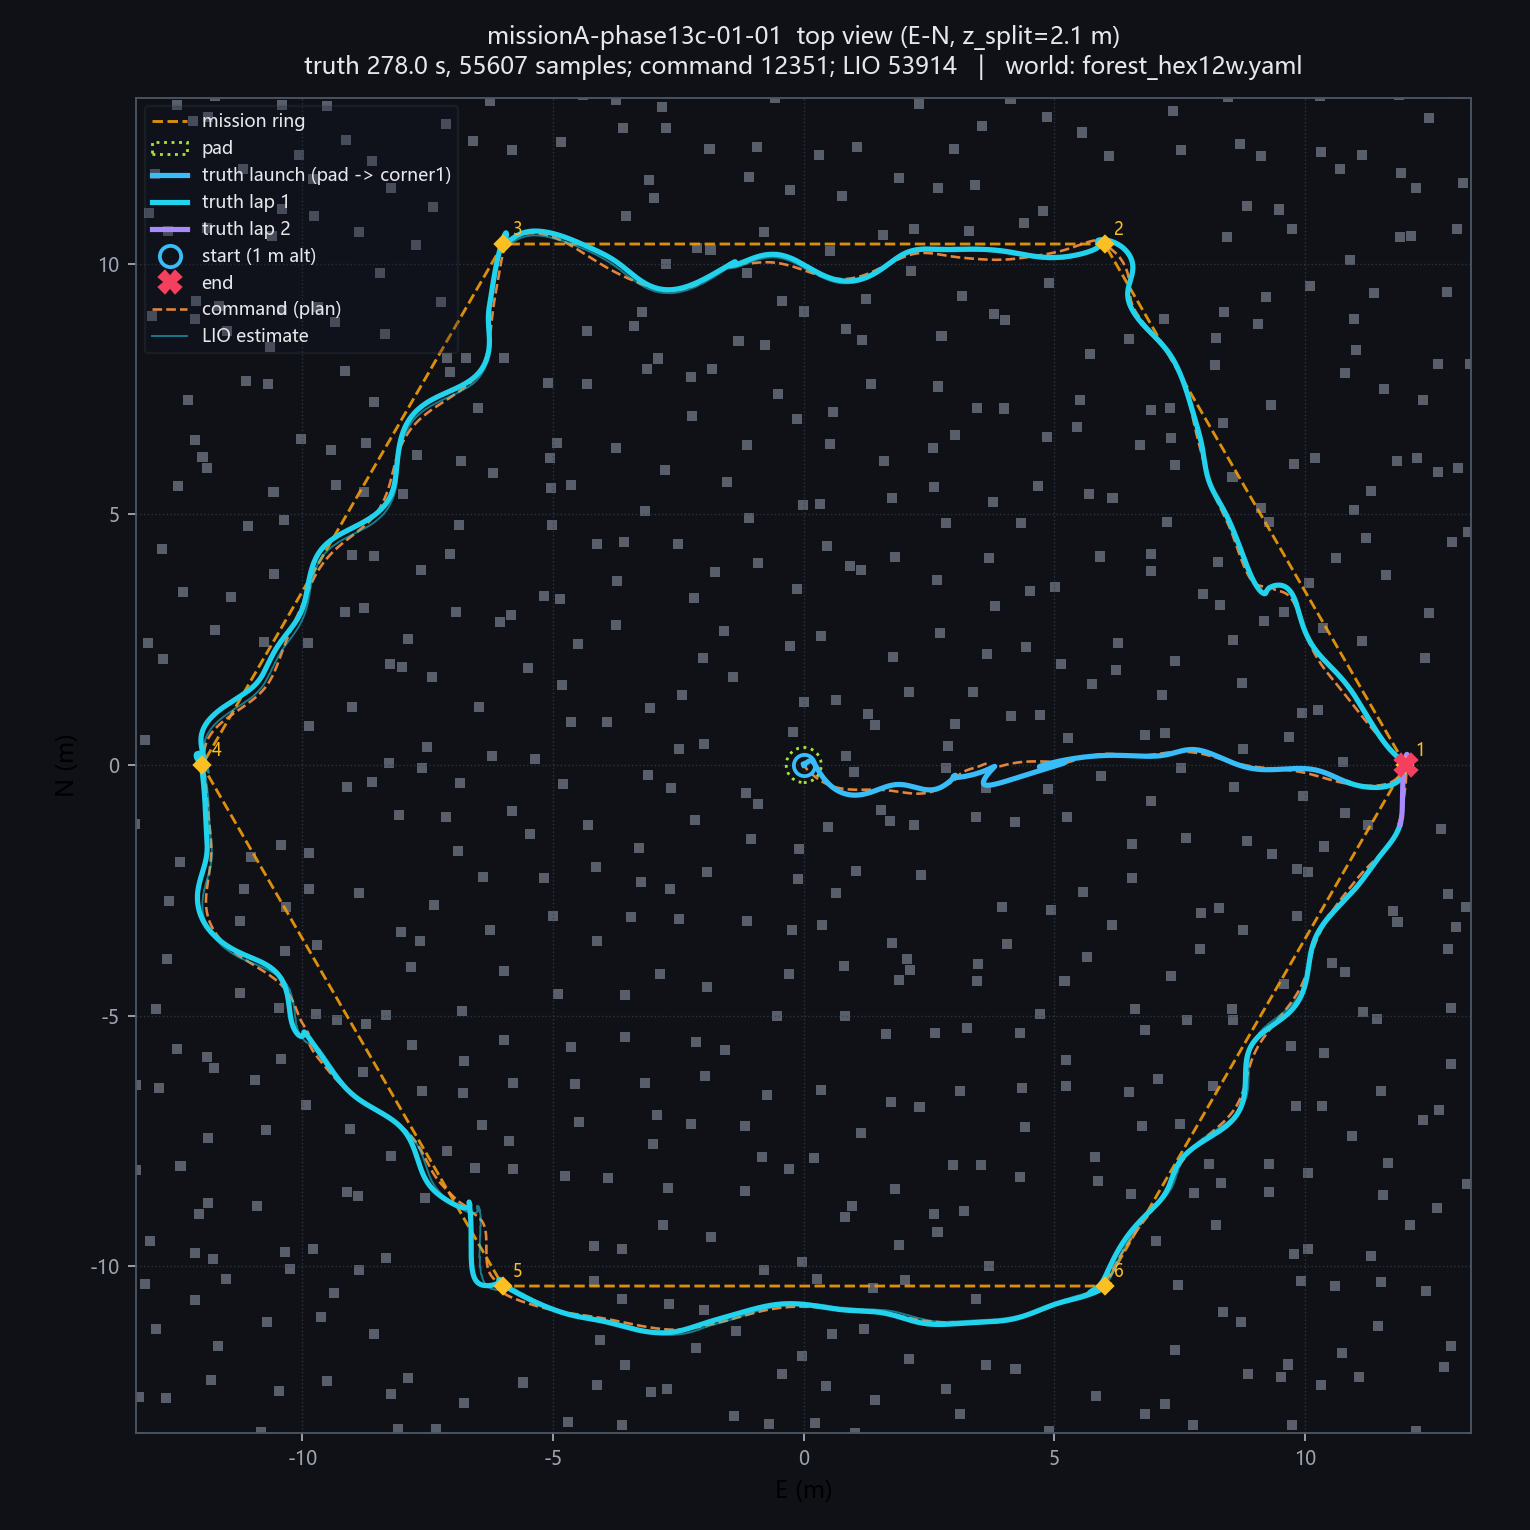 missionA-phase13c-01-01  top view (E-N, z_split=2.1 m)
truth 278.0 s, 55607 samples; command 12351; LIO 53914   |   world: forest_hex12w.yaml
mission ring
pad
truth launch (pad -> corner1)
truth lap 1
truth lap 2
start (1 m alt)
end
command (plan)
LIO estimate
3
2
4
1
5
6
10
5
0
-5
-10
N (m)
-10
-5
0
5
10
E (m)